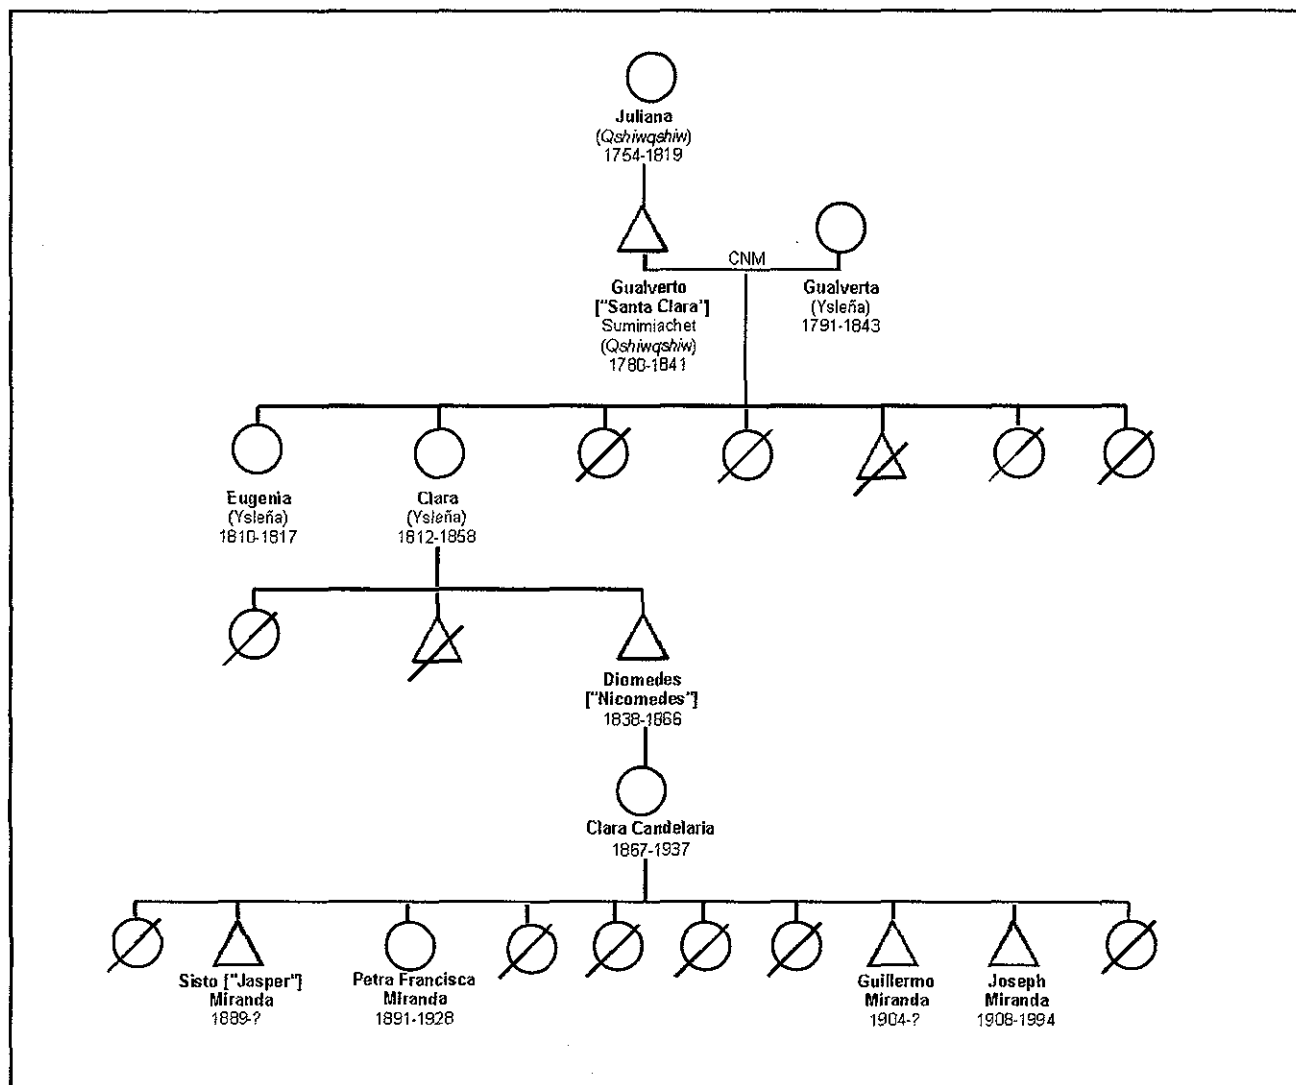 Juliana
(Qshiwqshiw)
1754-1819
CNM
Gualverto
["Santa Clara"]
Sumimiachet
(Qshiwqshiw)
1780-1841
Gualverta
(Ysleña)
1791-1843
Eugenia
(Ysleña)
1810-1817
Clara
(Ysleña)
1812-1858
Diomedes
["Nicomedes"]
1838-1866
Clara Candelaria
1867-1937
Sisto ["Jasper"]
Miranda
1889-?
Petra Francisca
Miranda
1891-1928
Guillermo
Miranda
1904-?
Joseph
Miranda
1908-1994